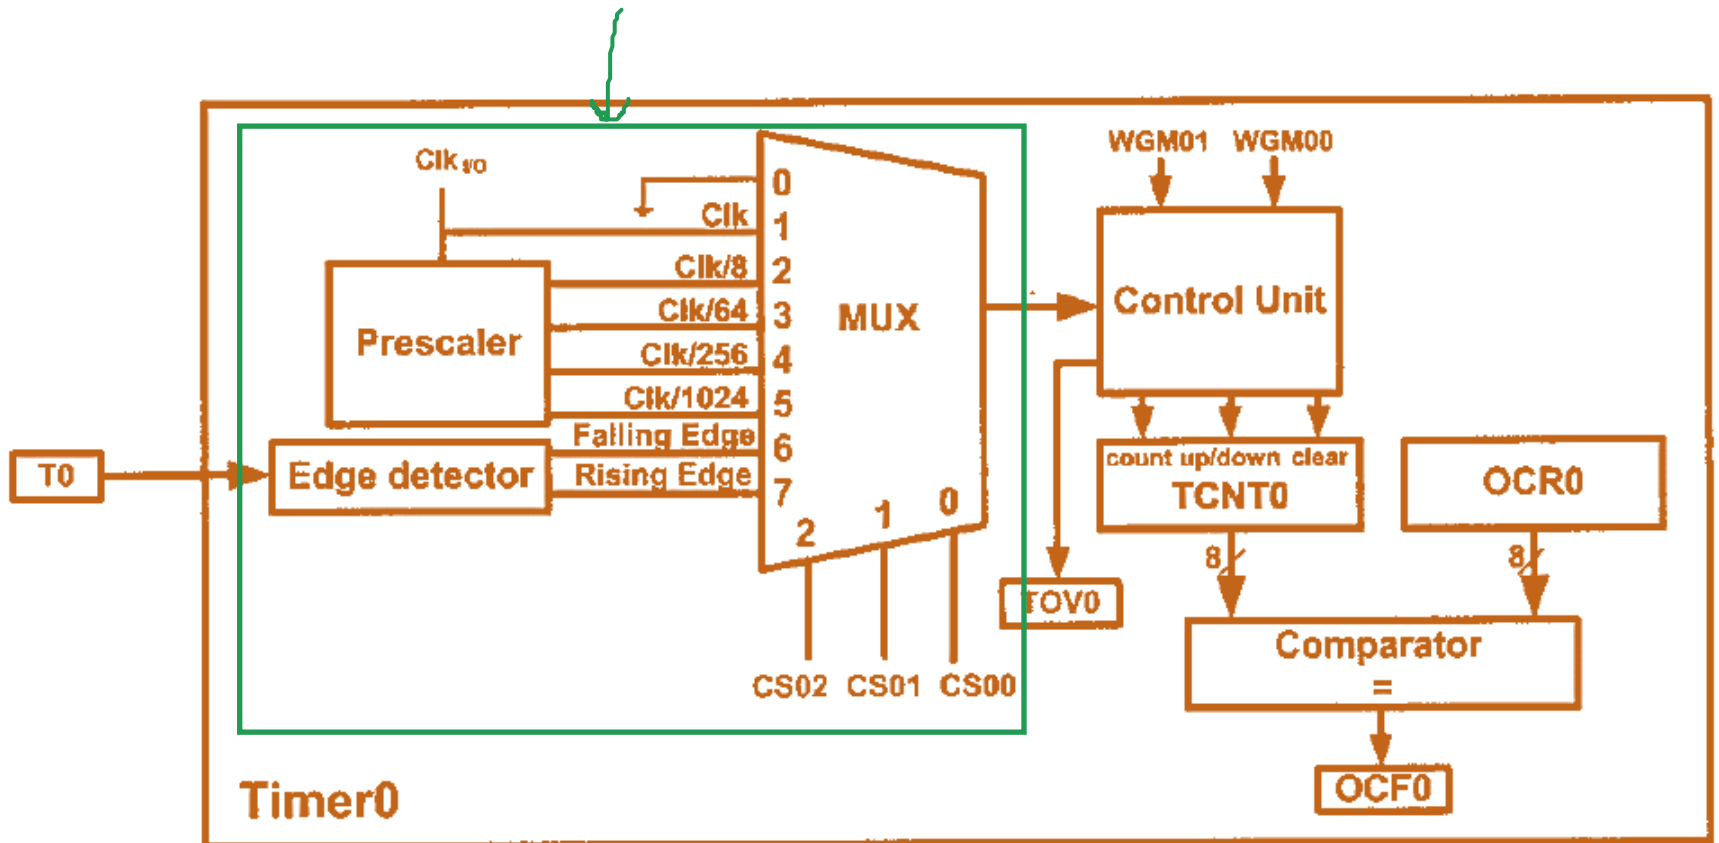 WGM01 WGM00
Clk I/O
0
Clk
1
Clk/8
2
Clk/64
3
Clk/256
4
Clk/1024
5
Falling Edge
6
Rising Edge
7
MUX
2
1
0
Prescaler
T0
Edge detector
CS02 CS01 CS00
Control Unit
count up/down clear
TCNT0
OCR0
8
8
TOV0
Comparator
=
OCF0
Timer0